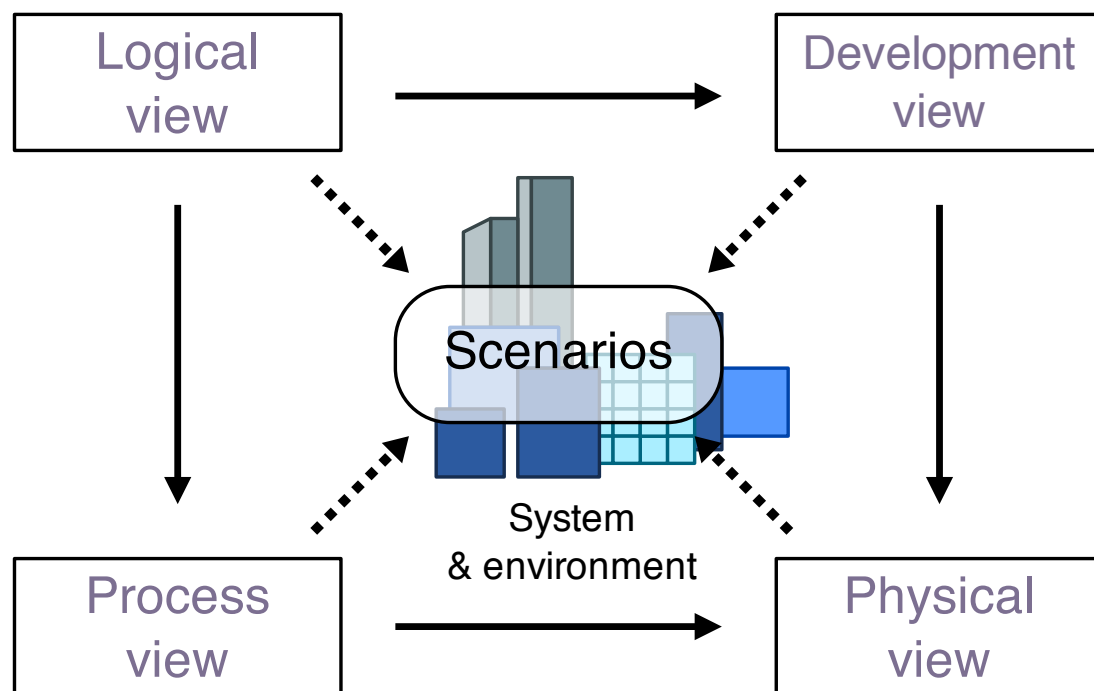 Logical
view
Development
view
Scenarios
System
& environment
Process
view
Physical
view